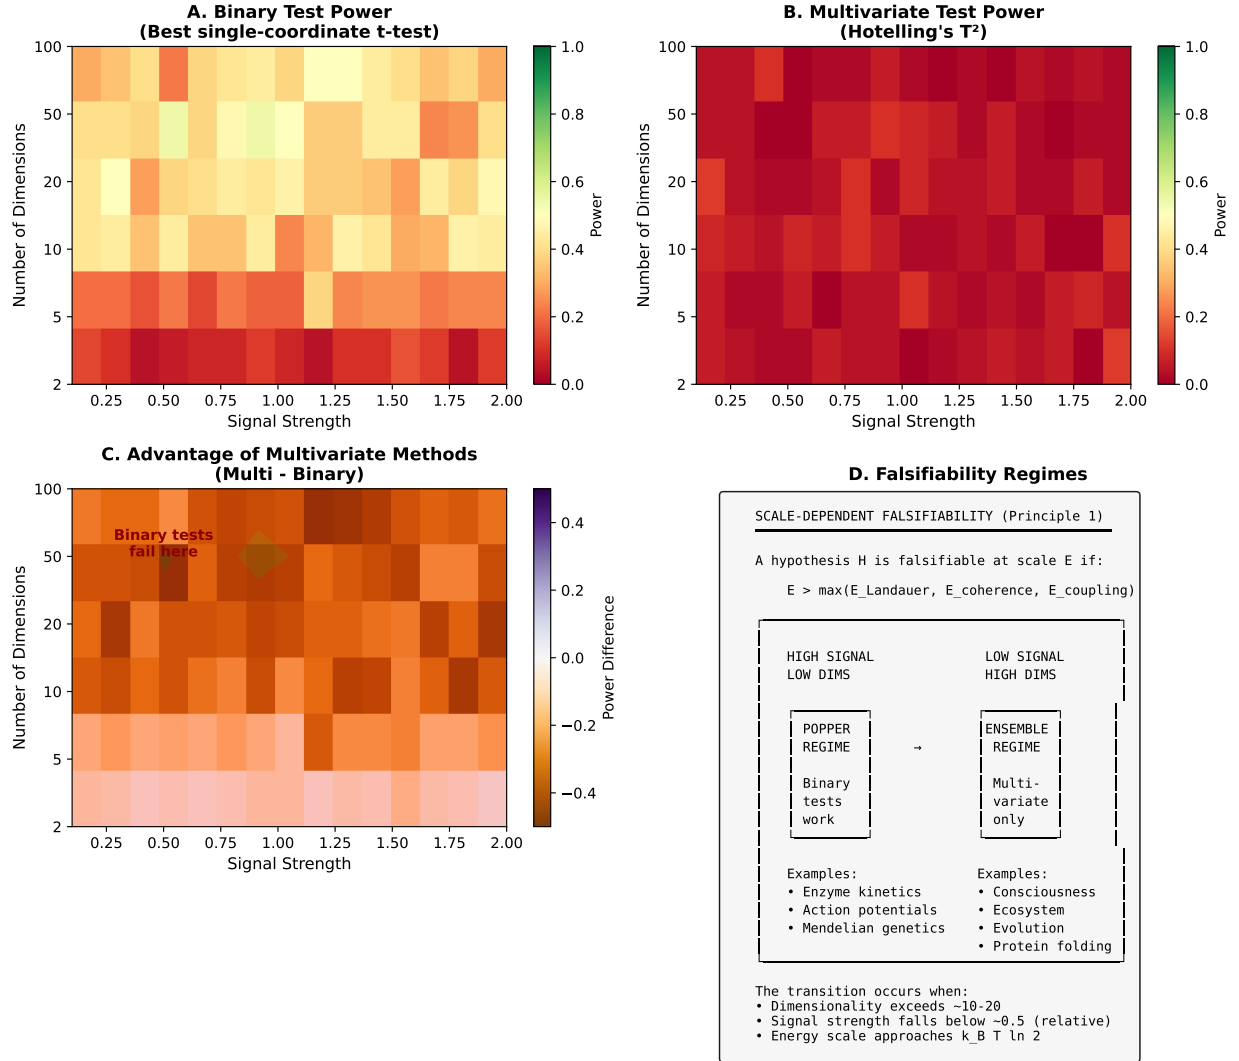 A. Binary Test Power
(Best single-coordinate t-test)
100
50
20
10
5
2
Number of Dimensions
0.25 0.50 0.75 1.00 1.25 1.50 1.75 2.00
Signal Strength
1.0
0.8
0.6
0.4
0.2
0.0
Power
B. Multivariate Test Power
(Hotelling's T²)
100
50
20
10
5
2
Number of Dimensions
0.25 0.50 0.75 1.00 1.25 1.50 1.75 2.00
Signal Strength
1.0
0.8
0.6
0.4
0.2
0.0
Power
C. Advantage of Multivariate Methods
(Multi - Binary)
100
50
20
10
5
2
Number of Dimensions
Binary tests
fail here
0.25 0.50 0.75 1.00 1.25 1.50 1.75 2.00
Signal Strength
0.4
0.2
0.0
−0.2
−0.4
Power Difference
D. Falsifiability Regimes
SCALE-DEPENDENT FALSIFIABILITY (Principle 1)
A hypothesis H is falsifiable at scale E if:
E > max(E_Landauer, E_coherence, E_coupling)
HIGH SIGNAL LOW SIGNAL
LOW DIMS HIGH DIMS
POPPER ENSEMBLE
REGIME → REGIME
Binary Multi-
tests variate
work only
Examples: Examples:
• Enzyme kinetics • Consciousness
• Action potentials • Ecosystem
• Mendelian genetics • Evolution
• Protein folding
The transition occurs when:
• Dimensionality exceeds ~10-20
• Signal strength falls below ~0.5 (relative)
• Energy scale approaches k_B T ln 2